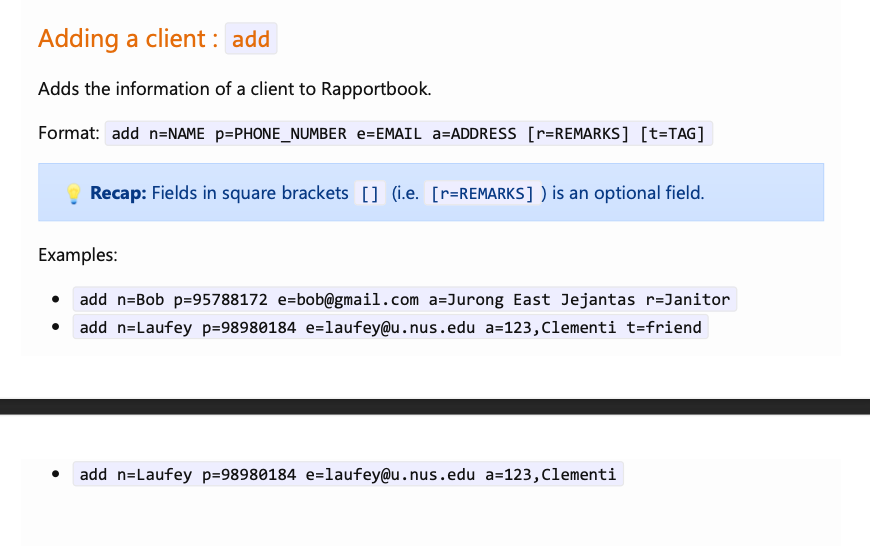 Adding a client : add
Adds the information of a client to Rapportbook.
Format: add n=NAME p=PHONE_NUMBER e=EMAIL a=ADDRESS [r=REMARKS] [t=TAG]
💡 Recap: Fields in square brackets [] (i.e. [r=REMARKS]) is an optional field.
Examples:
• add n=Bob p=95788172 e=bob@gmail.com a=Jurong East Jejantas r=Janitor
• add n=Laufey p=98980184 e=laufey@u.nus.edu a=123,Clementi t=friend
• add n=Laufey p=98980184 e=laufey@u.nus.edu a=123,Clementi